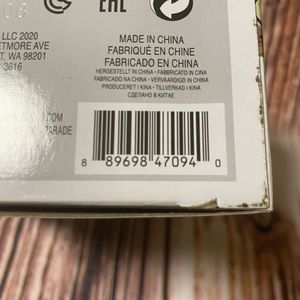 LLC 2020
ETMORE AVE
T, WA 98201
3616
EAC
MADE IN CHINA
FABRIQUÉ EN CHINE
FABRICADO EN CHINA
HERGESTELLT IN CHINA • FABBRICATO IN CINA
FABRICADO NA CHINA • VERVAARDIGD IN CHINA
PRODUCERET I KINA • TILLVERKAD I KINA
СДЕЛАНО В КИТАЕ
.COM
8 89698 47094 0